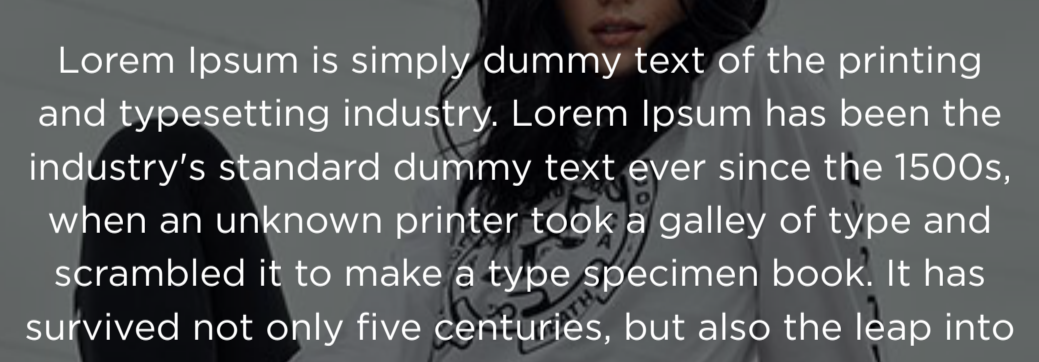 Lorem Ipsum is simply dummy text of the printing
and typesetting industry. Lorem Ipsum has been the
industry's standard dummy text ever since the 1500s,
when an unknown printer took a galley of type and
scrambled it to make a type specimen book. It has
survived not only five centuries, but also the leap into